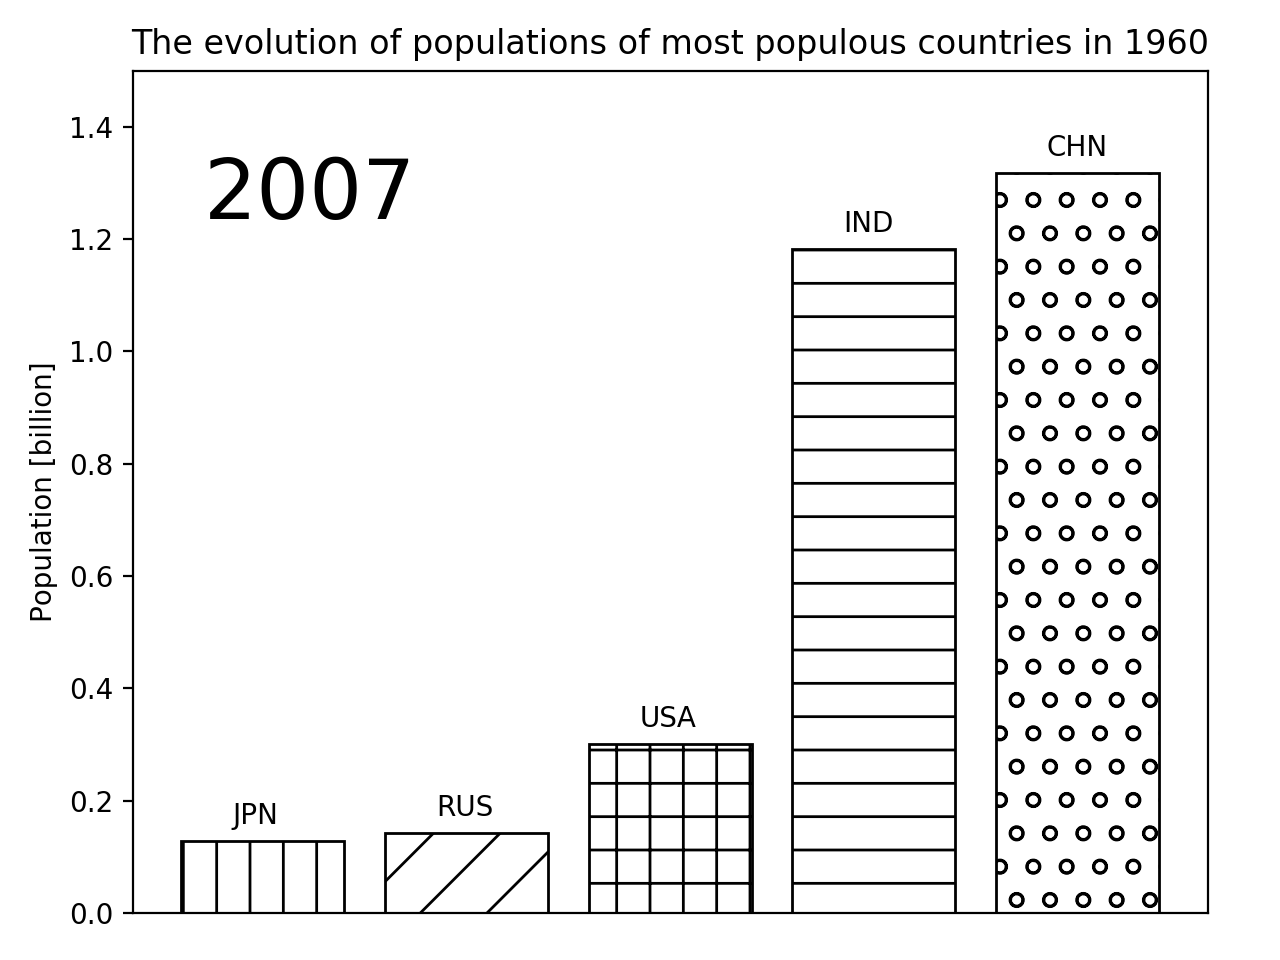 The evolution of populations of most populous countries in 1960
2007
CHN
IND
USA
RUS
JPN
Population [billion]
1.4
1.2
1.0
0.8
0.6
0.4
0.2
0.0